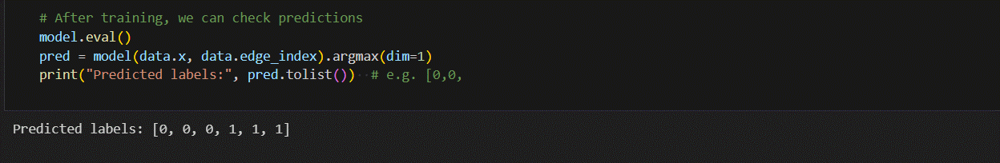 # After training, we can check predictions
model.eval()
pred = model(data.x, data.edge_index).argmax(dim=1)
print("Predicted labels:", pred.tolist())  # e.g. [0,0,
Predicted labels: [0, 0, 0, 1, 1, 1]